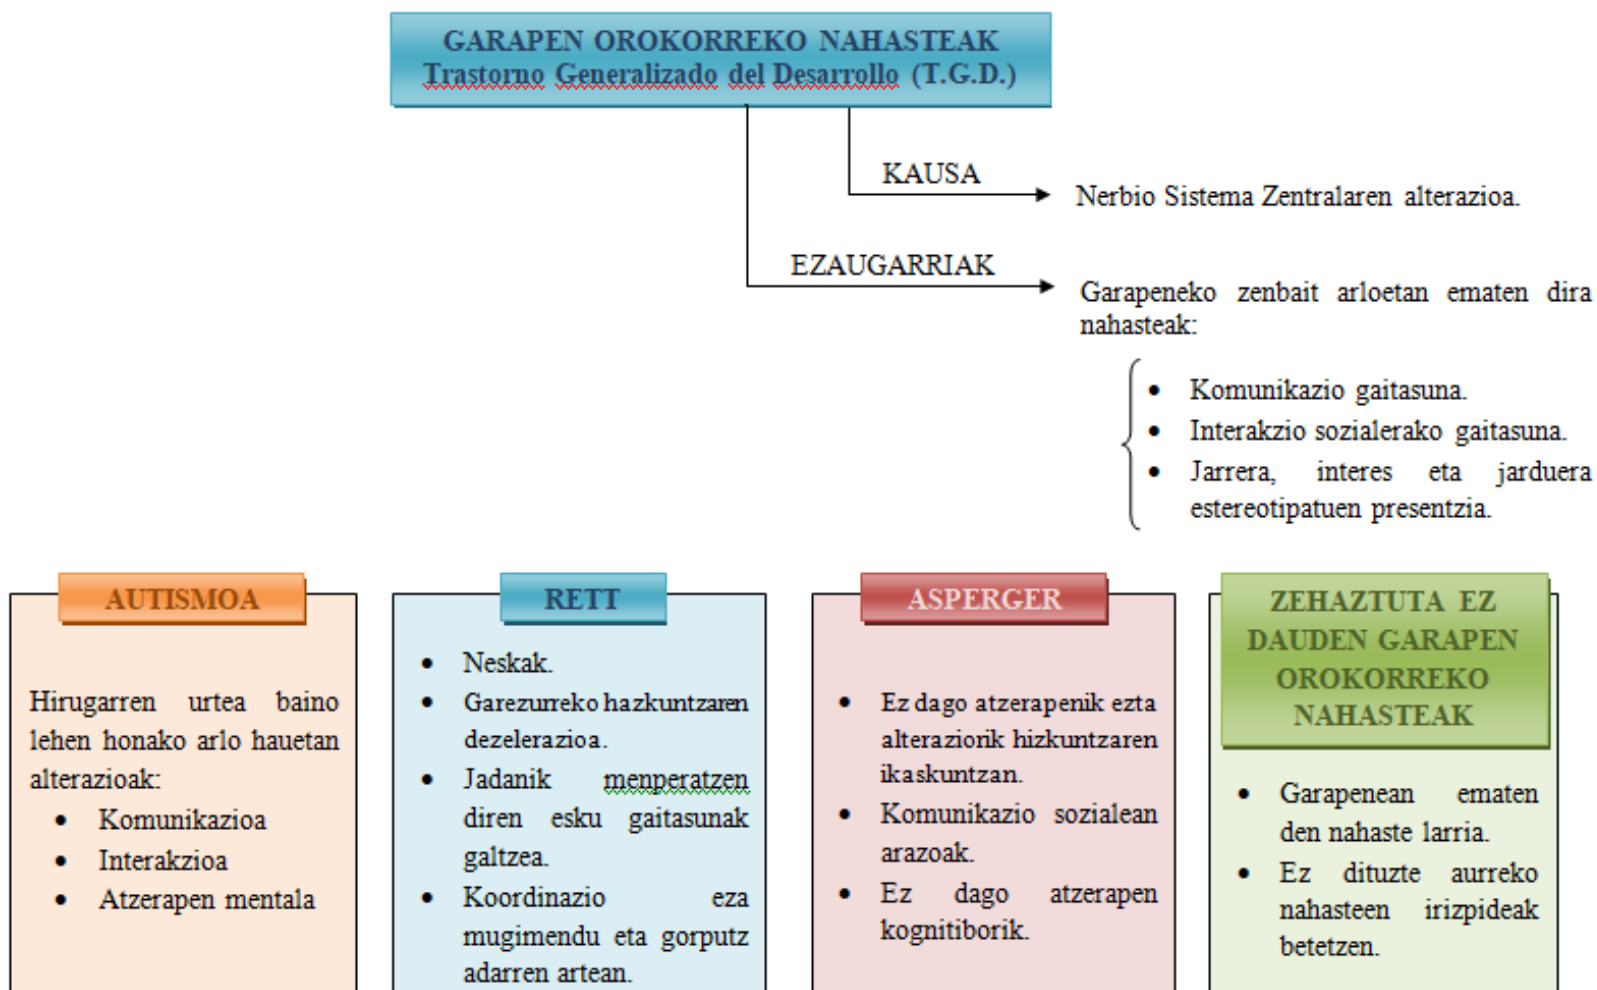 GARAPEN OROKORREKO NAHASTEAK
Trastorno Generalizado del Desarrollo (T.G.D.)
KAUSA
Nerbio Sistema Zentralaren alterazioa.
EZAUGARRIAK
Garapeneko zenbait arloetan ematen dira
nahasteak:
• Komunikazio gaitasuna.
• Interakzio sozialerako gaitasuna.
• Jarrera, interes eta jarduera
estereotipatuen presentzia.
AUTISMOA
Hirugarren urtea baino
lehen honako arlo hauetan
alterazioak:
• Komunikazioa
• Interakzioa
• Atzerapen mentala
RETT
• Neskak.
• Garezurreko hazkuntzaren
dezelerazioa.
• Jadanik menperatzen
diren esku gaitasunak
galtzea.
• Koordinazio eza
mugimendu eta gorputz
adarren artean.
ASPERGER
• Ez dago atzerapenik ezta
alteraziorik hizkuntzaren
ikaskuntzan.
• Komunikazio sozialean
arazoak.
• Ez dago atzerapen
kognitiborik.
ZEHAZTUTA EZ
DAUDEN GARAPEN
OROKORREKO
NAHASTEAK
• Garapenean ematen
den nahaste larria.
• Ez dituzte aurreko
nahasteen irizpideak
betetzen.